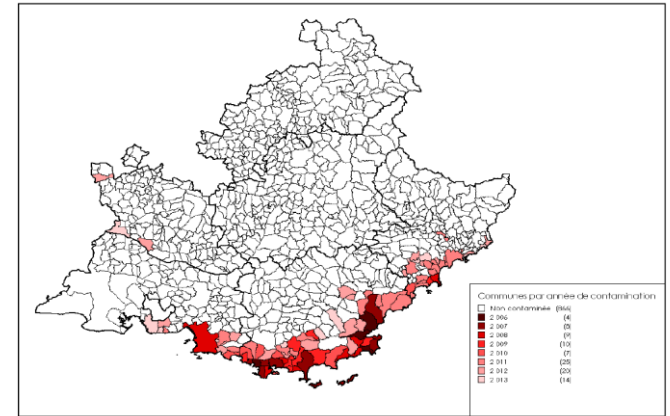 Communes par année de contamination
Non contaminée (866)
2 006 (4)
2 007 (8)
2 008 (9)
2 009 (10)
2 010 (7)
2 011 (25)
2 012 (20)
2 013 (14)